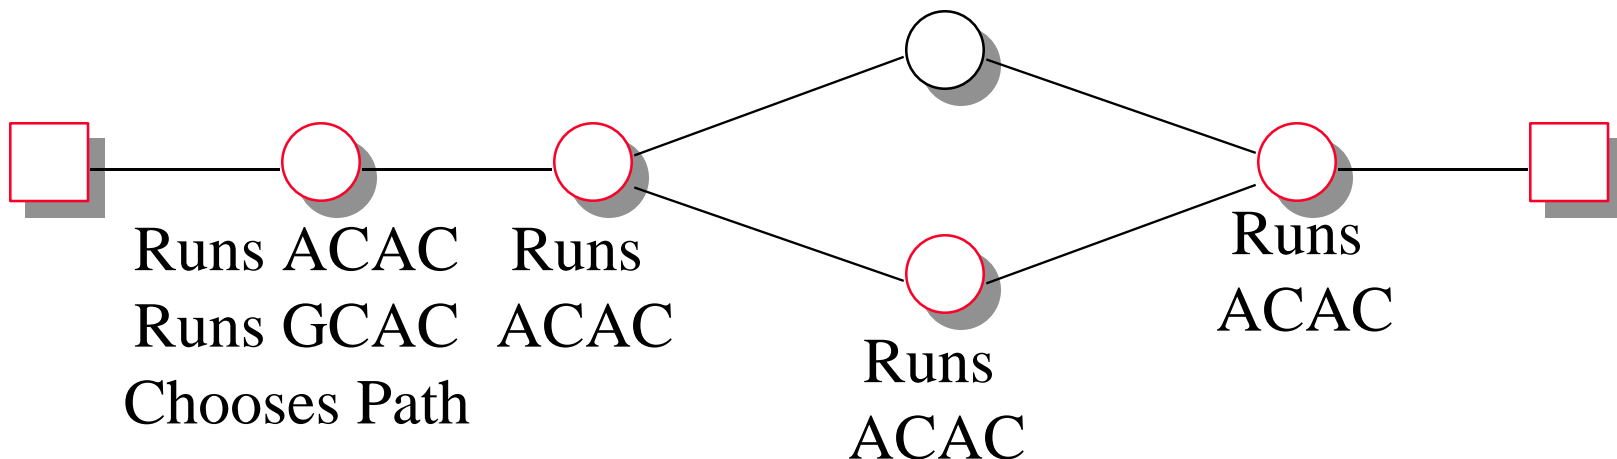 Runs ACAC
Runs GCAC
Chooses Path
Runs
ACAC
Runs
ACAC
Runs
ACAC